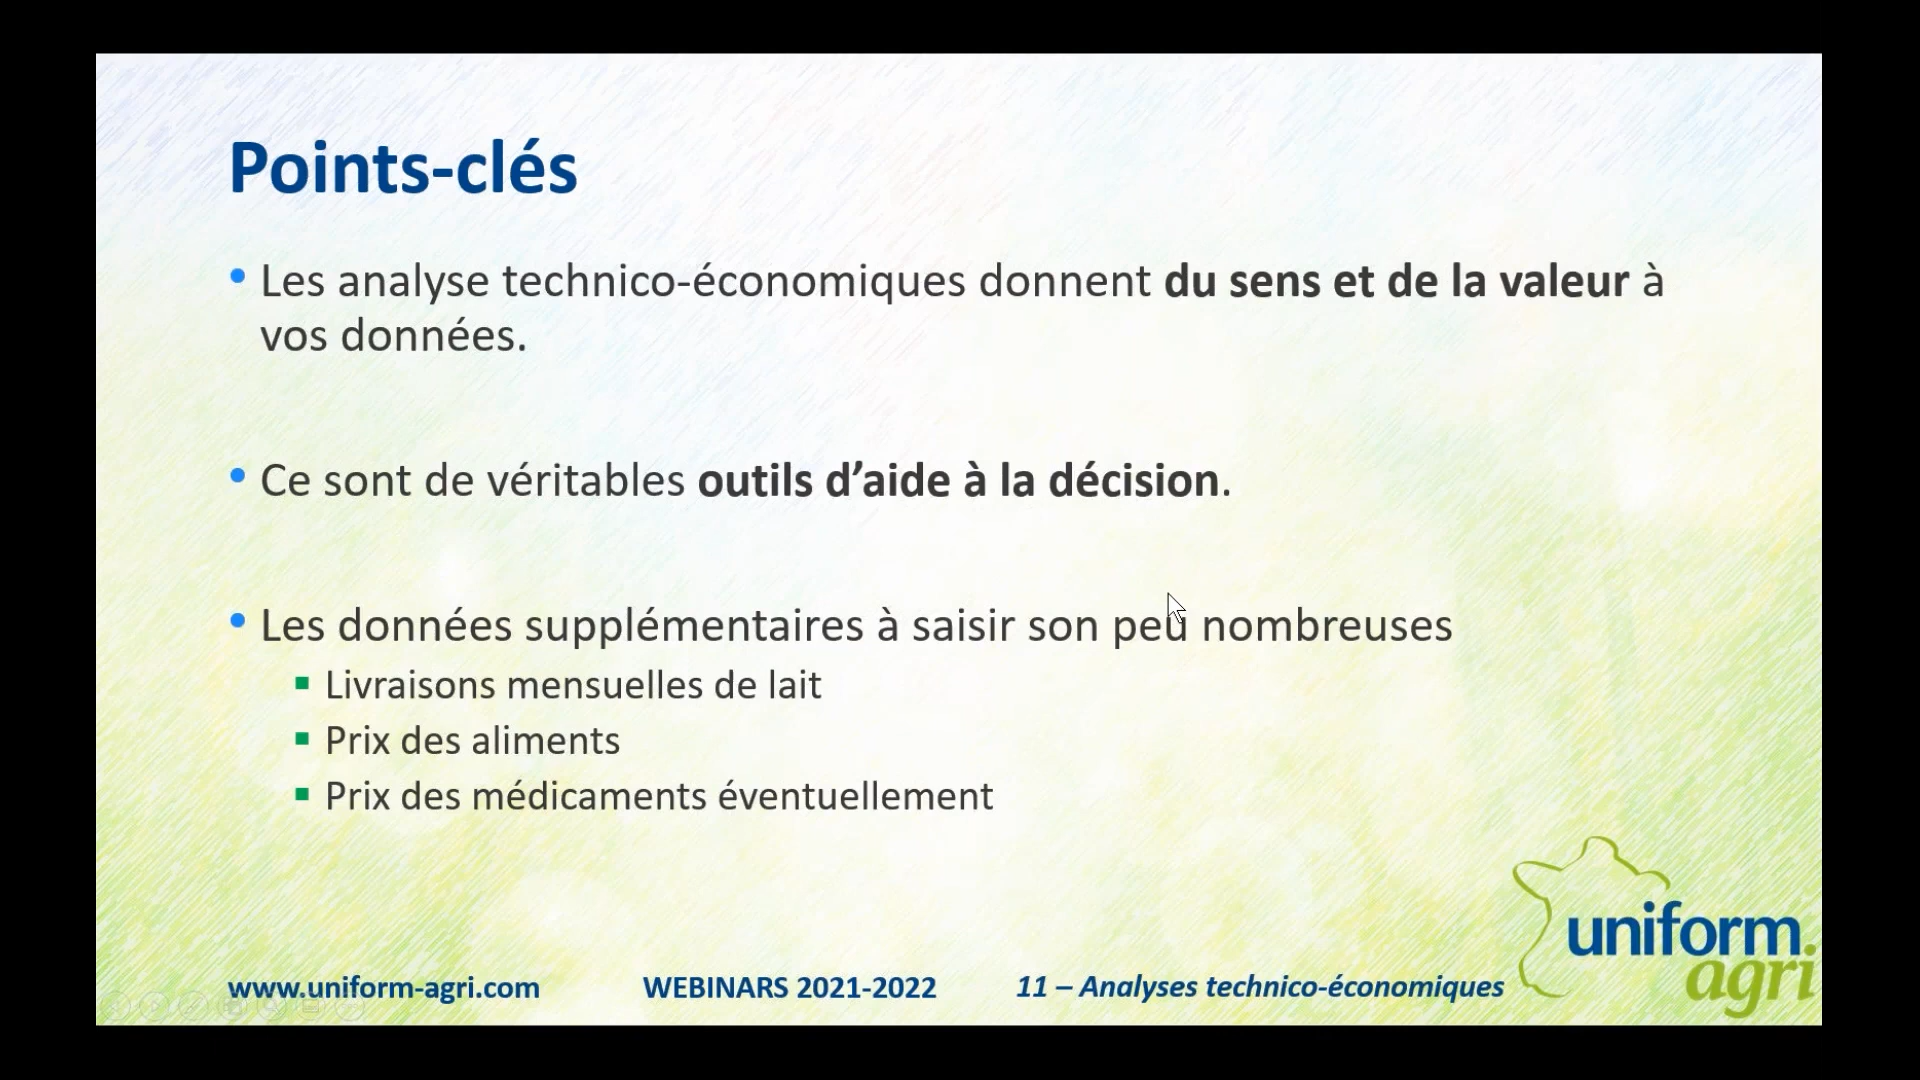 Points-clés
Les analyse technico-économiques donnent du sens et de la valeur à
vos données.
Ce sont de véritables outils d’aide à la décision.
Les données supplémentaires à saisir son peu nombreuses
Livraisons mensuelles de lait
Prix des aliments
Prix des médicaments éventuellement
uniform
agri
www.uniform-agri.com WEBINARS 2021-2022 11 – Analyses technico-économiques